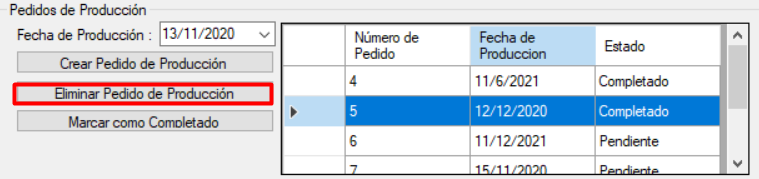 Pedidos de Producción
Fecha de Producción : 13/11/2020
Crear Pedido de Producción
Eliminar Pedido de Producción
Marcar como Completado
Número de Pedido Fecha de Produccion Estado
4 11/6/2021 Completado
5 12/12/2020 Completado
6 11/12/2021 Pendiente
7 15/11/2020 Pendiente